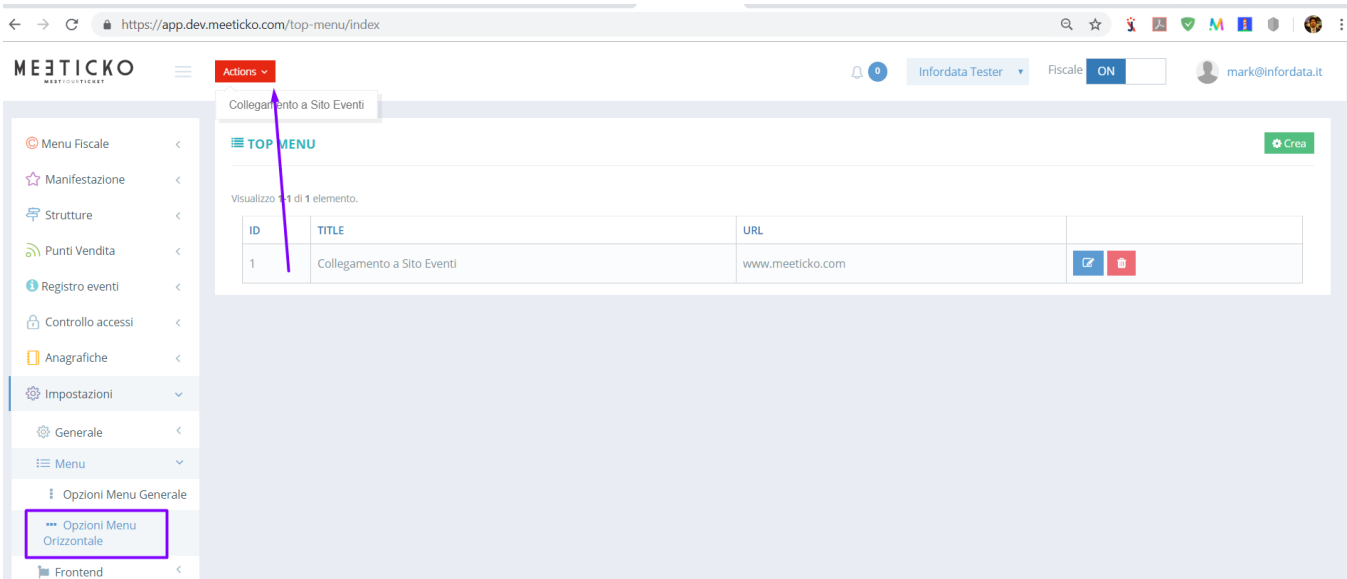 https://app.dev.meeticko.com/top-menu/index
MEETICKO
MEETYOURTICKET
Actions
0
Infordata Tester
Fiscale
ON
mark@infordata.it
Collegamento a Sito Eventi
Menu Fiscale
Manifestazione
Strutture
Punti Vendita
Registro eventi
Controllo accessi
Anagrafiche
Impostazioni
Generale
Menu
Opzioni Menu Generale
Opzioni Menu
Orizzontale
Frontend
TOP MENU
Crea
Visualizzo 1-1 di 1 elemento.
ID TITLE URL
1 Collegamento a Sito Eventi www.meeticko.com